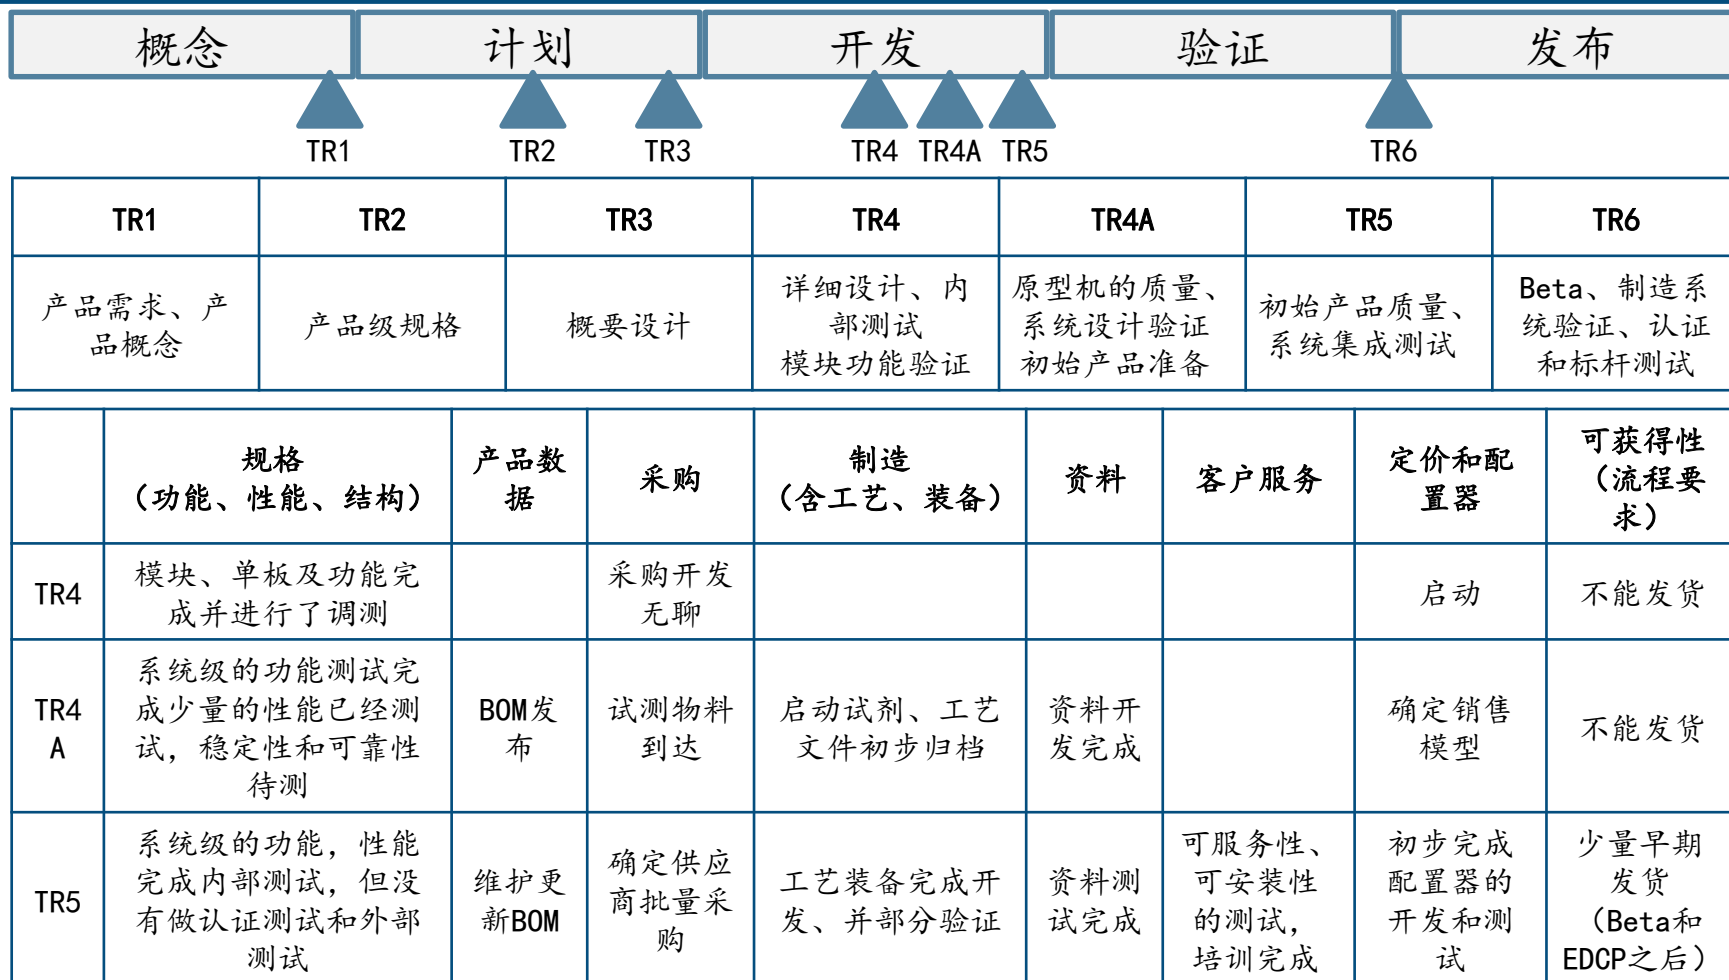 概念
计划
开发
验证
发布
TR1
TR2
TR3
TR4
TR4A
TR5
TR6
TR1
TR2
TR3
TR4
TR4A
TR5
TR6
产品需求、产
品概念
产品级规格
概要设计
详细设计、内
部测试
模块功能验证
原型机的质量、
系统设计验证
初始产品准备
初始产品质量、
系统集成测试
Beta、制造系
统验证、认证
和标杆测试
规格
（功能、性能、结构）
产品数
据
采购
制造
（含工艺、装备）
资料
客户服务
定价和配
置器
可获得性
（流程要
求）
TR4
模块、单板及功能完
成并进行了调测
采购开发
无聊
启动
不能发货
TR4
A
系统级的功能测试完
成少量的性能已经测
试，稳定性和可靠性
待测
BOM发
布
试测物料
到达
启动试剂、工艺
文件初步归档
资料开
发完成
确定销售
模型
不能发货
TR5
系统级的功能，性能
完成内部测试，但没
有做认证测试和外部
测试
维护更
新BOM
确定供应
商批量采
购
工艺装备完成开
发、并部分验证
资料测
试完成
可服务性、
可安装性
的测试，
培训完成
初步完成
配置器的
开发和测
试
少量早期
发货
（Beta和
EDCP之后）